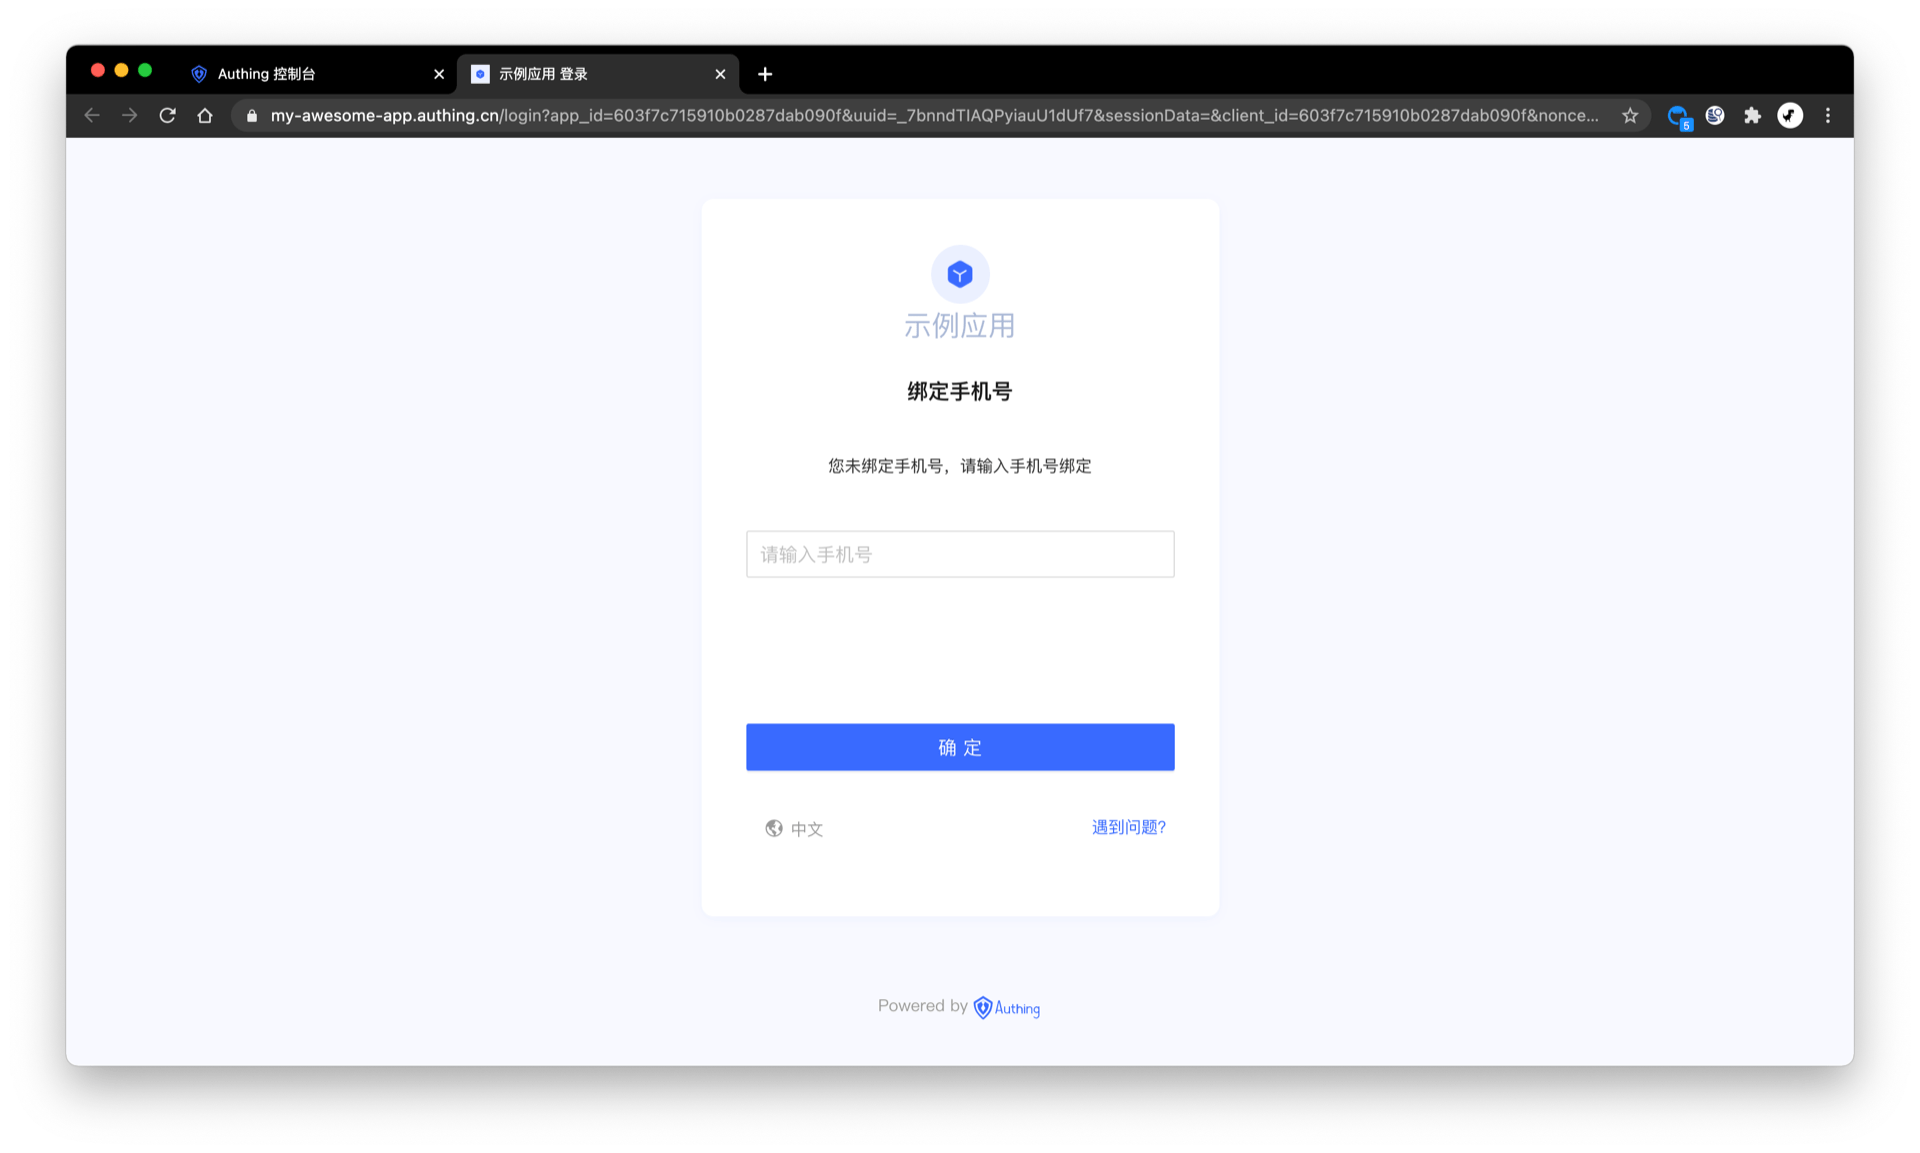 Authing 控制台
示例应用 登录
my-awesome-app.authing.cn/login?app_id=603f7c715910b0287dab090f&uuid=_7bnndTIAQPyiauU1dUf7&sessionData=&client_id=603f7c715910b0287dab090f&nonce...
5
示例应用
绑定手机号
您未绑定手机号，请输入手机号绑定
请输入手机号
确 定
中文
遇到问题?
Powered by Authing